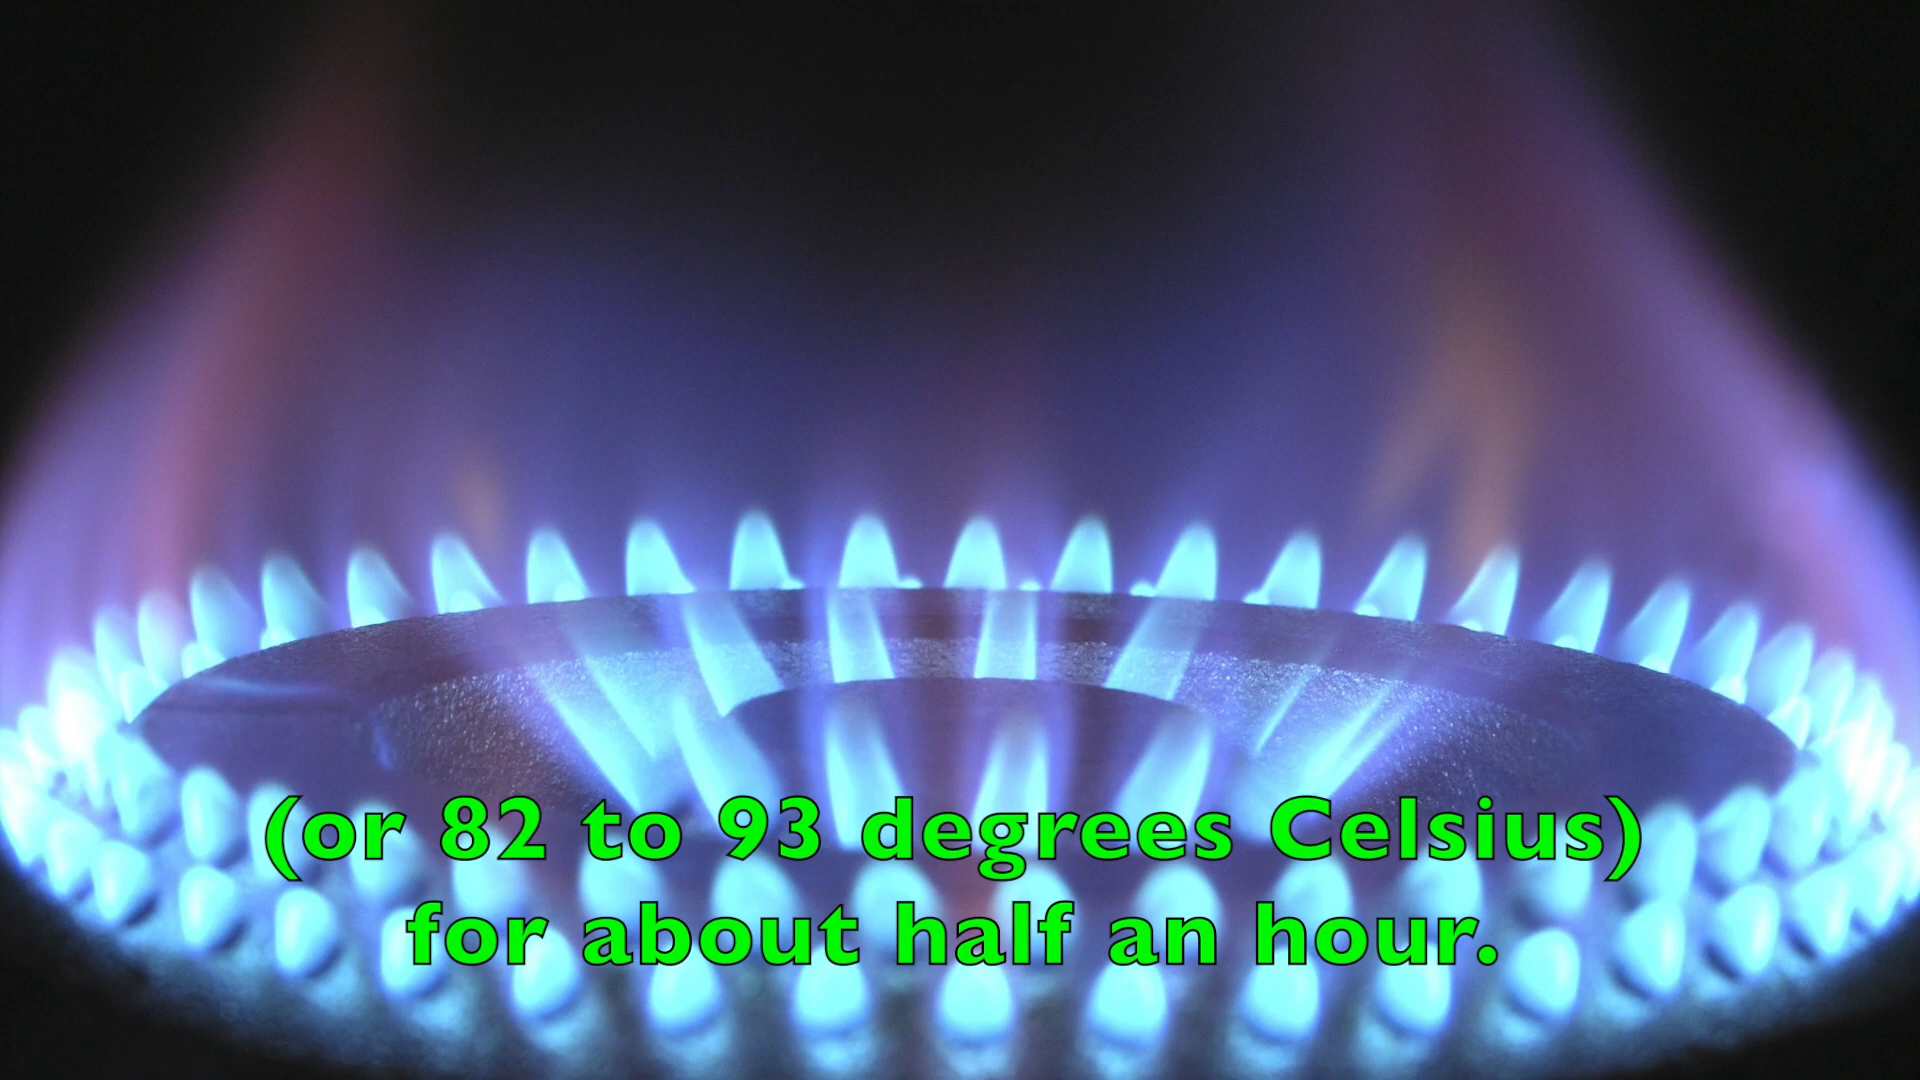 (or 82 to 93 degrees Celsius)
for about half an hour.